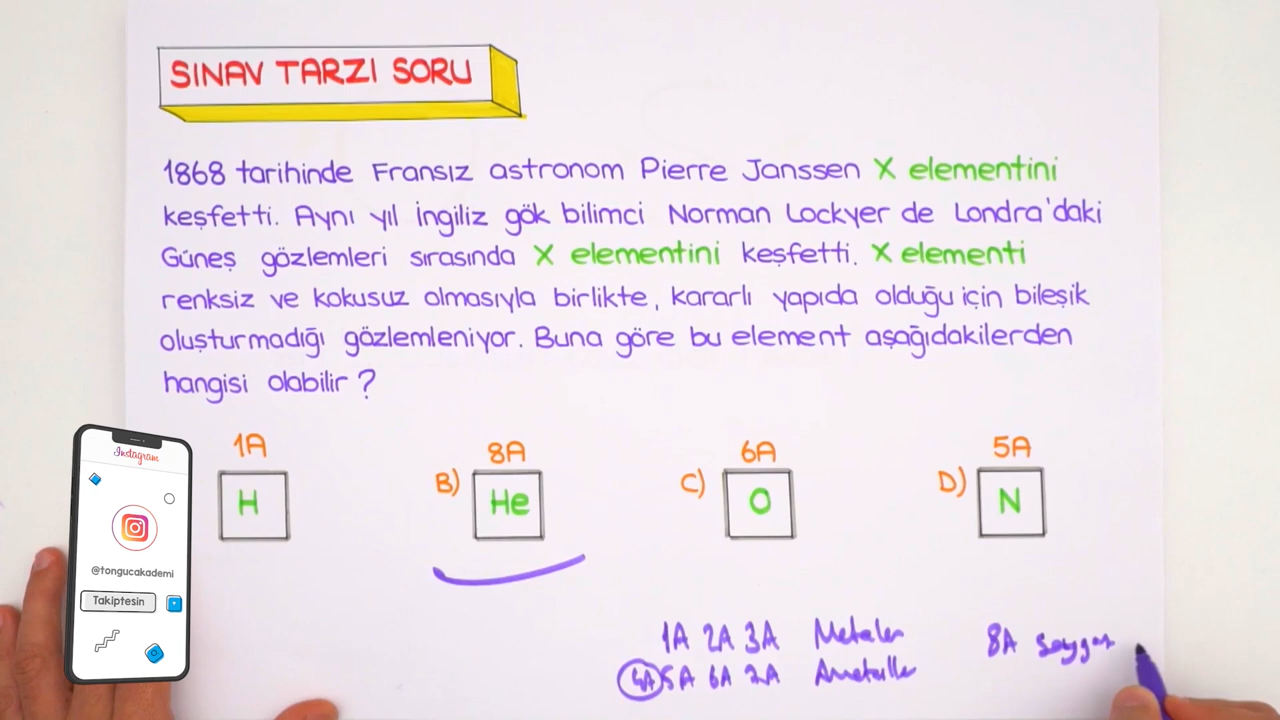 SINAV TARZI SORU
1868 tarihinde Fransız astronom Pierre Janssen X elementini
keşfetti. Aynı yıl İngiliz gök bilimci Norman Lockyer de Londra'daki
Güneş gözlemleri sırasında X elementini keşfetti. X elementi
renksiz ve kokusuz olmasıyla birlikte, kararlı yapıda olduğu için bileşik
oluşturmadığı gözlemleniyor. Buna göre bu element aşağıdakilerden
hangisi olabilir?
1A 8A 6A 5A
H B) He C) O D) N
Instagram
@tongucakademi
Takiptesin
1A 2A 3A Metaller 8A Soygaz
4A 5A 6A 7A Ametaller